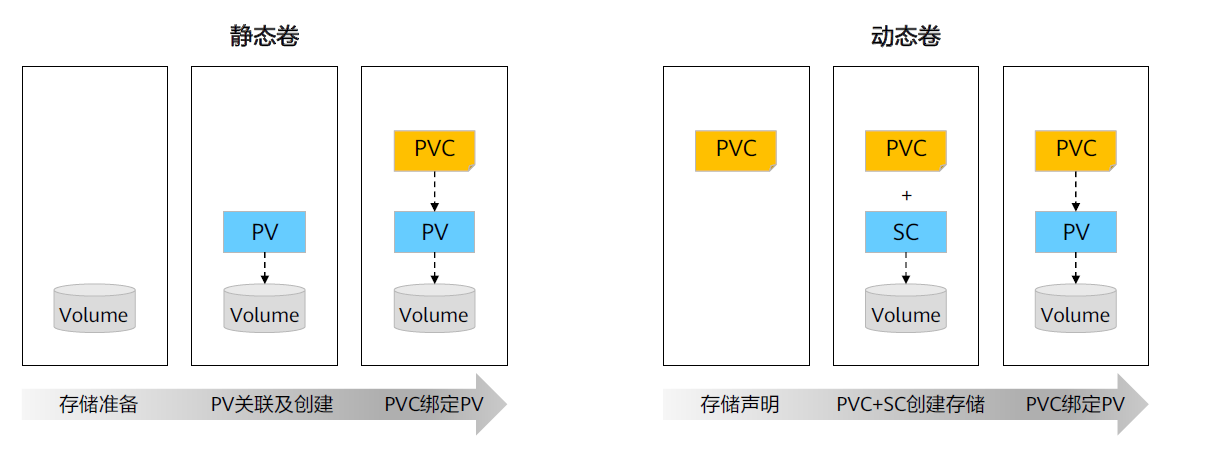 静态卷
Volume
PV
Volume
PVC
PV
Volume
存储准备
PV关联及创建
PVC绑定PV
动态卷
PVC
PVC
+
SC
Volume
PVC
PV
Volume
存储声明
PVC+SC创建存储
PVC绑定PV